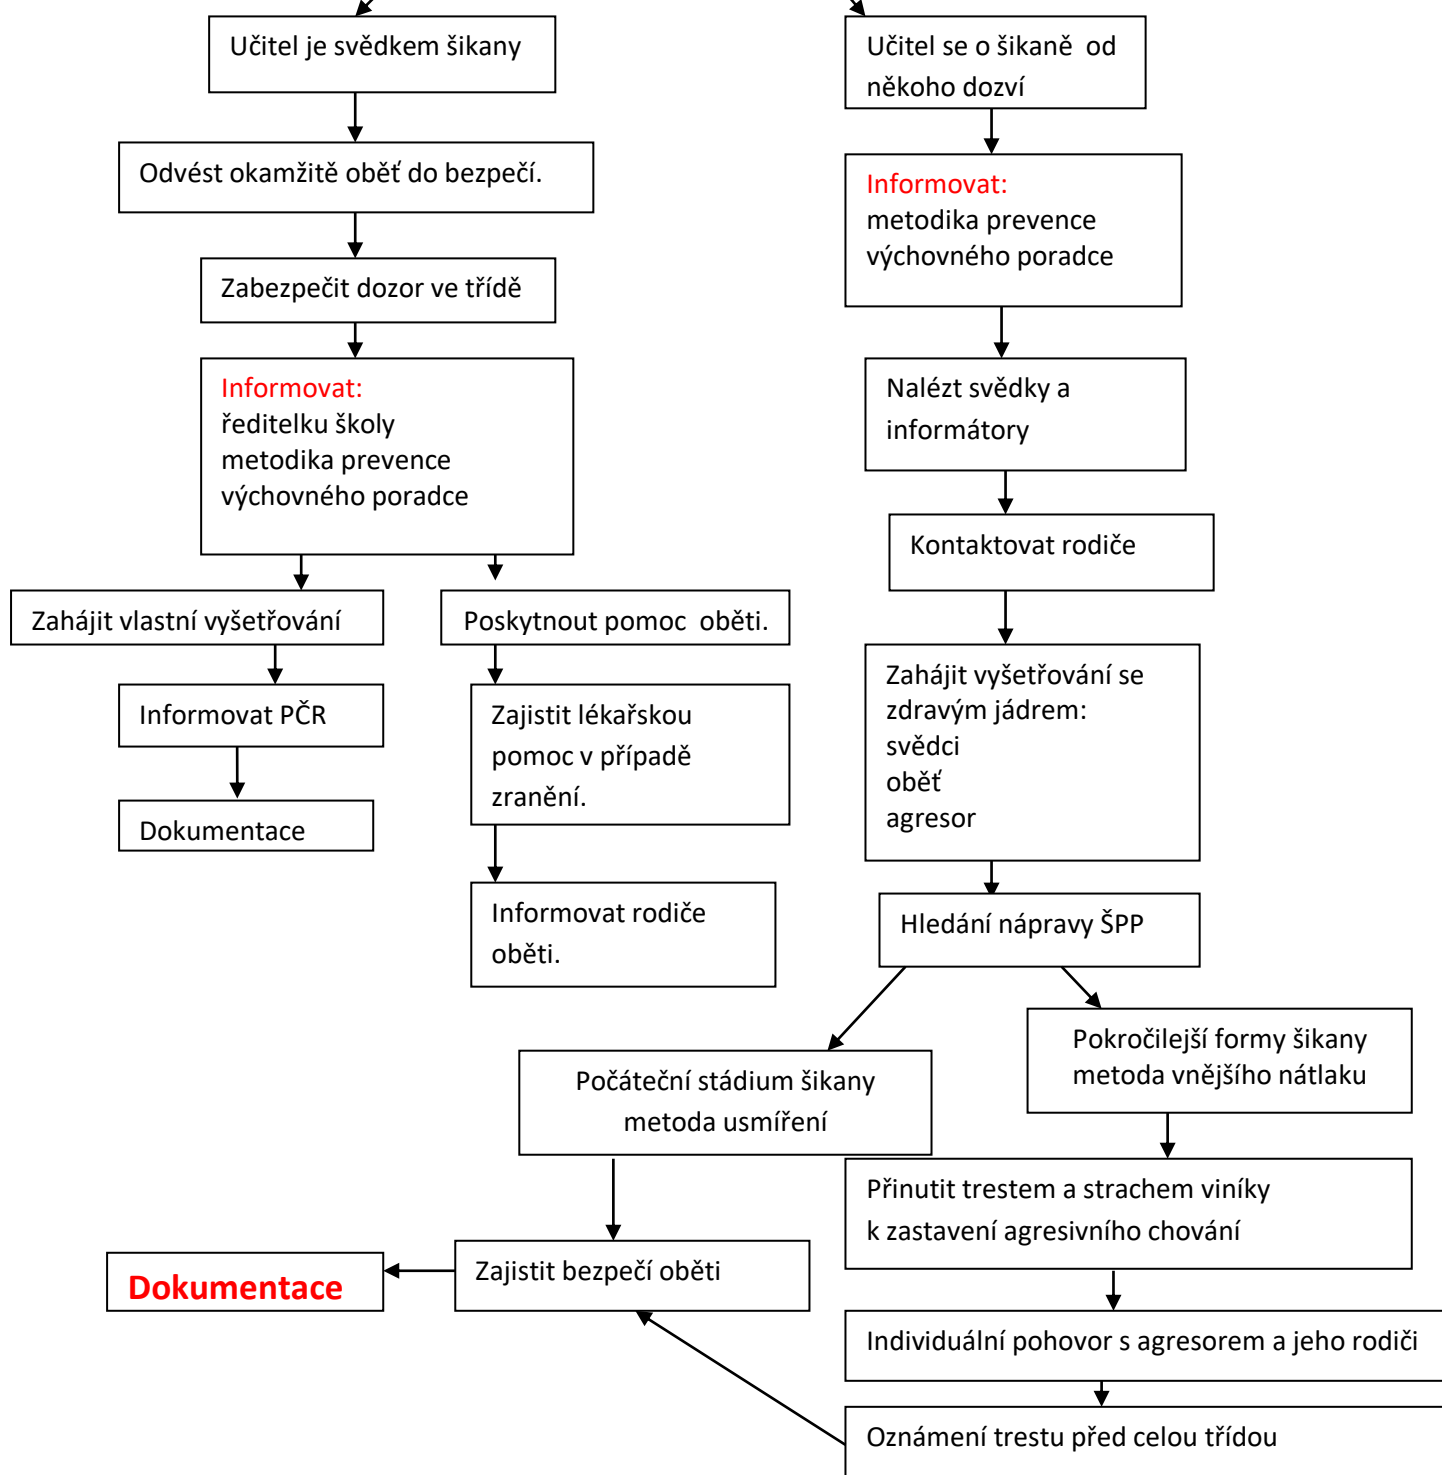 Učitel je svědkem šikany
Odvést okamžitě oběť do bezpečí.
Zabezpečit dozor ve třídě
Informovat:
ředitelku školy
metodika prevence
výchovného poradce
Zahájit vlastní vyšetřování
Informovat PČR
Dokumentace
Poskytnout pomoc oběti.
Zajistit lékařskou
pomoc v případě
zranění.
Informovat rodiče
oběti.
Učitel se o šikaně od
někoho dozví
Informovat:
metodika prevence
výchovného poradce
Nalézt svědky a
informátory
Kontaktovat rodiče
Zahájit vyšetřování se
zdravým jádrem:
svědci
oběť
agresor
Hledání nápravy ŠPP
Počáteční stádium šikany
metoda usmíření
Pokročilejší formy šikany
metoda vnějšího nátlaku
Přinutit trestem a strachem viníky
k zastavení agresivního chování
Individuální pohovor s agresorem a jeho rodiči
Oznámení trestu před celou třídou
Zajistit bezpečí oběti
Dokumentace